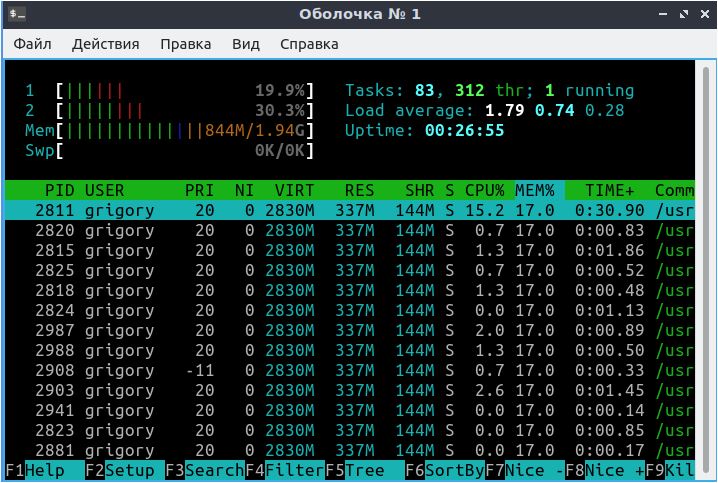 Оболочка № 1
Файл Действия Правка Вид Справка
1 [|||||| 19.9%] Tasks: 83, 312 thr; 1 running
2 [|||||||| 30.3%] Load average: 1.79 0.74 0.28
Mem[||||||||||||||844M/1.94G] Uptime: 00:26:55
Swp[ 0K/0K]
PID USER PRI NI VIRT RES SHR S CPU% MEM% TIME+ Comm
2811 grigory 20 0 2830M 337M 144M S 15.2 17.0 0:30.90 /usr
2820 grigory 20 0 2830M 337M 144M S 0.7 17.0 0:00.83 /usr
2815 grigory 20 0 2830M 337M 144M S 1.3 17.0 0:01.86 /usr
2825 grigory 20 0 2830M 337M 144M S 0.7 17.0 0:00.52 /usr
2818 grigory 20 0 2830M 337M 144M S 1.3 17.0 0:00.48 /usr
2824 grigory 20 0 2830M 337M 144M S 0.0 17.0 0:01.13 /usr
2987 grigory 20 0 2830M 337M 144M S 2.0 17.0 0:00.89 /usr
2988 grigory 20 0 2830M 337M 144M S 1.3 17.0 0:00.50 /usr
2908 grigory -11 0 2830M 337M 144M S 0.7 17.0 0:00.33 /usr
2903 grigory 20 0 2830M 337M 144M S 2.6 17.0 0:01.45 /usr
2941 grigory 20 0 2830M 337M 144M S 0.0 17.0 0:00.14 /usr
2823 grigory 20 0 2830M 337M 144M S 0.0 17.0 0:00.85 /usr
2881 grigory 20 0 2830M 337M 144M S 0.0 17.0 0:00.17 /usr
F1Help F2Setup F3SearchF4FilterF5Tree F6SortByF7Nice -F8Nice +F9Kil